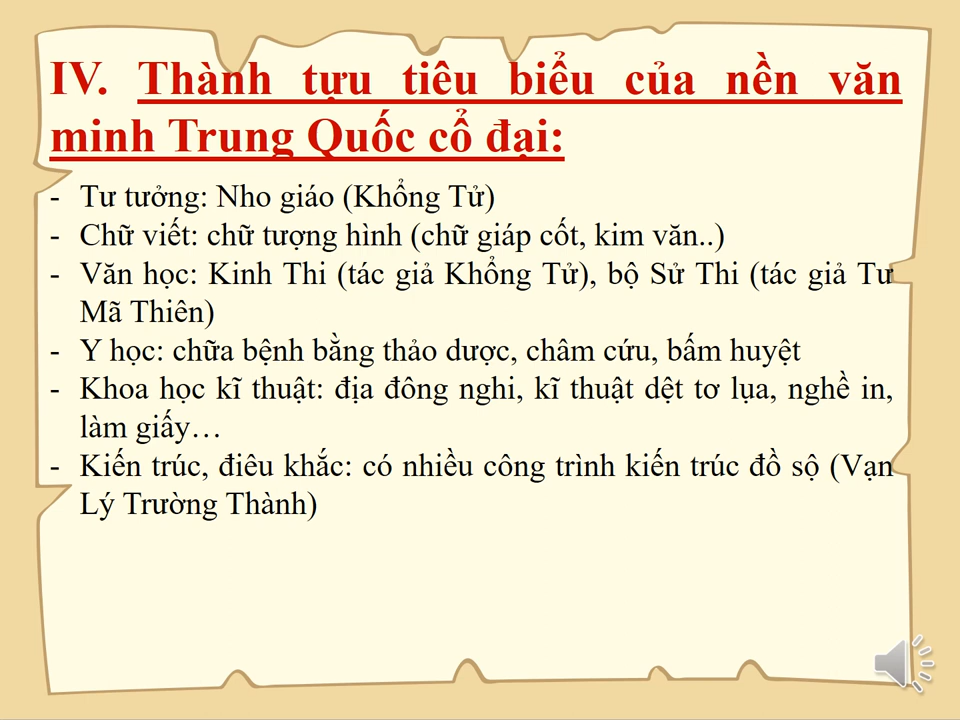 IV. Thành tựu tiêu biểu của nền văn
minh Trung Quốc cổ đại:
- Tư tưởng: Nho giáo (Khổng Tử)
- Chữ viết: chữ tượng hình (chữ giáp cốt, kim văn..)
- Văn học: Kinh Thi (tác giả Khổng Tử), bộ Sử Thi (tác giả Tư
Mã Thiên)
- Y học: chữa bệnh bằng thảo dược, châm cứu, bấm huyệt
- Khoa học kĩ thuật: địa đông nghi, kĩ thuật dệt tơ lụa, nghề in,
làm giấy…
- Kiến trúc, điêu khắc: có nhiều công trình kiến trúc đồ sộ (Vạn
Lý Trường Thành)